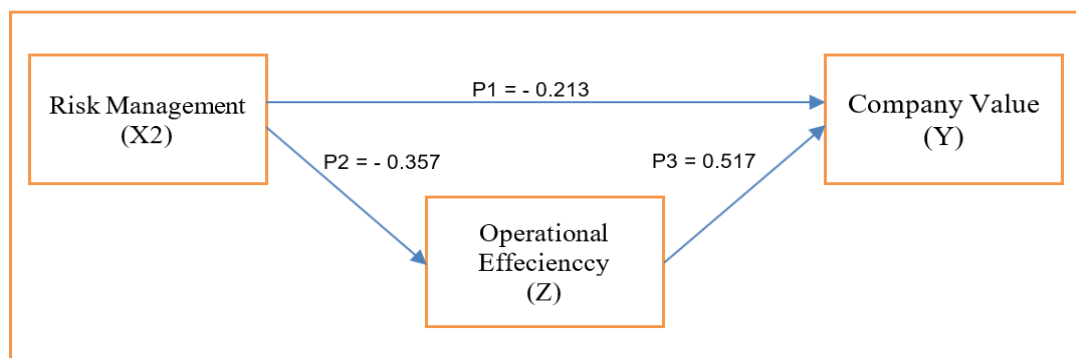 P1 = - 0.213
Risk Management
(X2)
Company Value
(Y)
P2 = - 0.357
P3 = 0.517
Operational
Effecienccy
(Z)